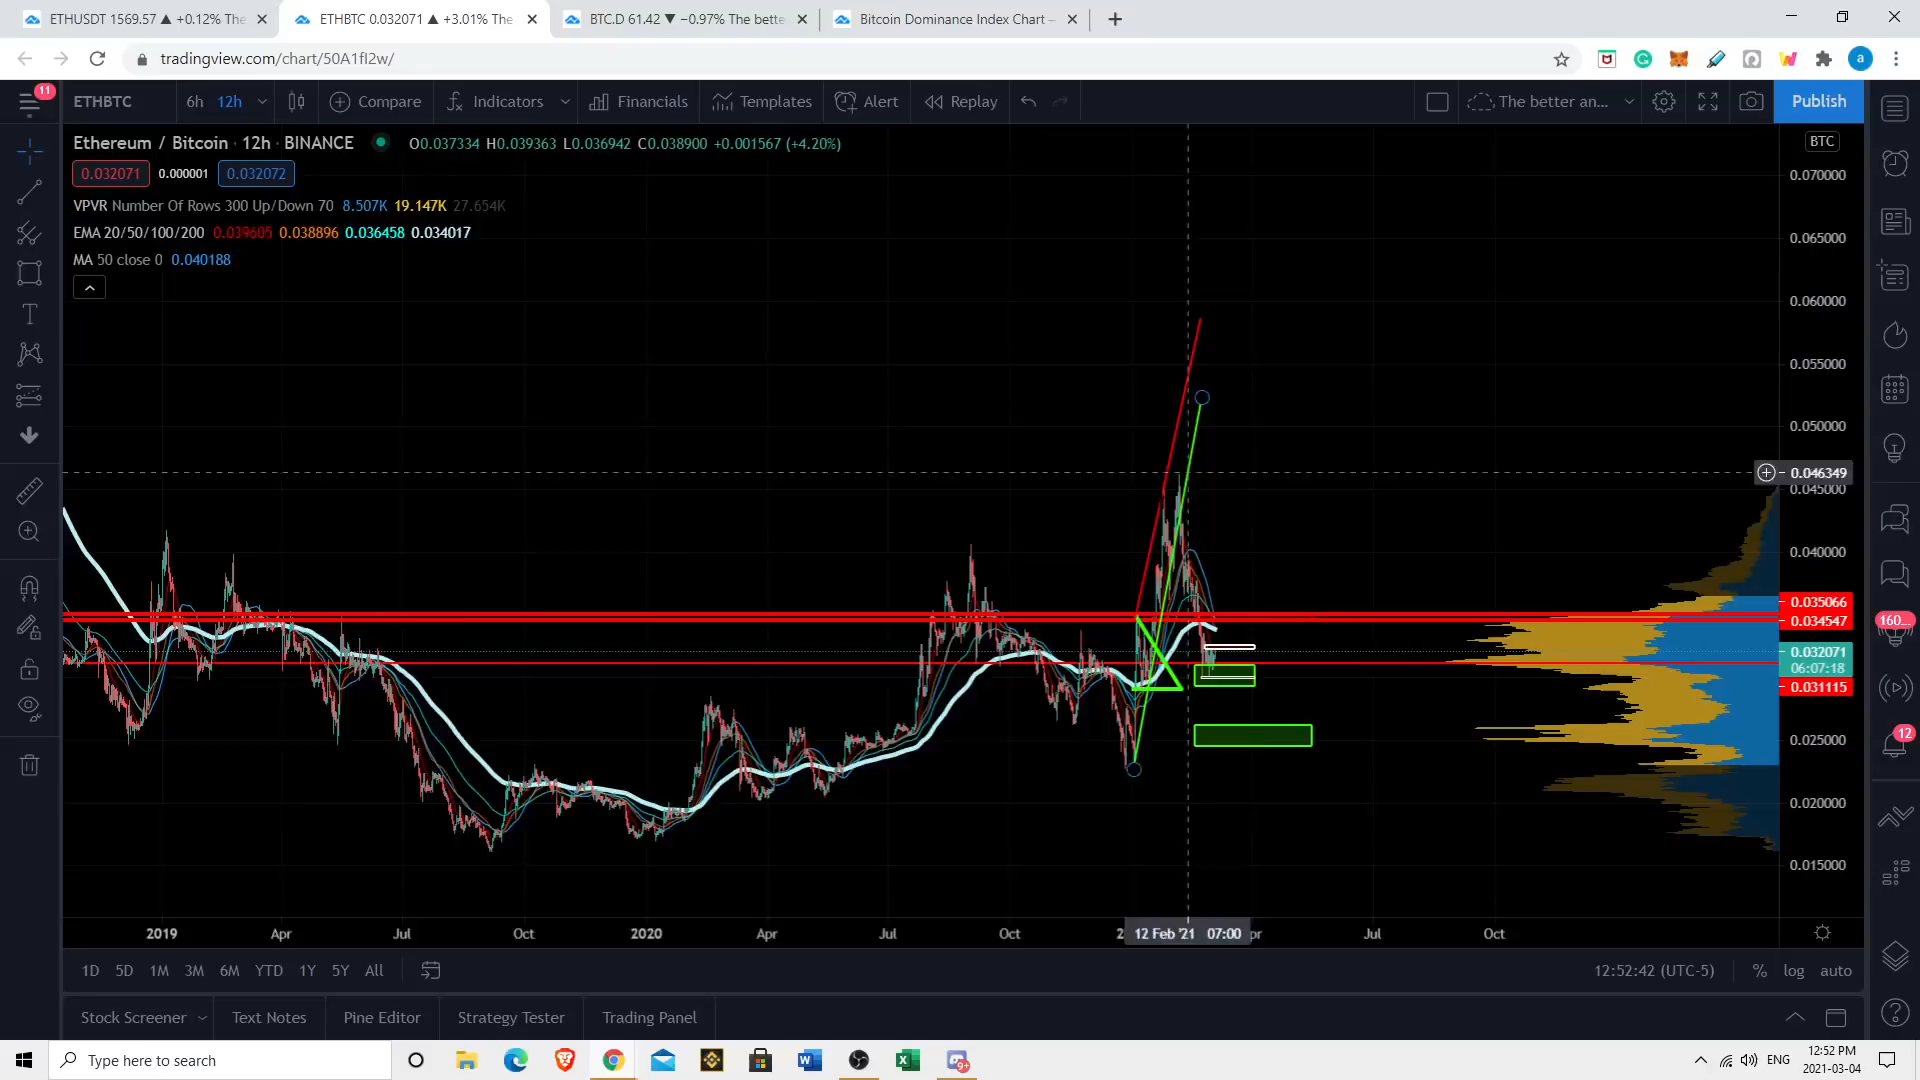 ETHUSDT 1569.57 ▲ +0.12% The
ETHBTC 0.032071 ▲ +3.01% The
BTC.D 61.42 ▼ −0.97% The bette
Bitcoin Dominance Index Chart –
tradingview.com/chart/50A1fI2w/
a
11
ETHBTC
6h
12h
Compare
Indicators
Financials
Templates
Alert
Replay
The better an...
Publish
Ethereum / Bitcoin · 12h · BINANCE
O0.037334 H0.039363 L0.036942 C0.038900 +0.001567 (+4.20%)
BTC
0.032071 0.000001 0.032072
VPVR Number Of Rows 300 Up/Down 70 8.507K 19.147K 27.654K
EMA 20/50/100/200 0.039605 0.038896 0.036458 0.034017
MA 50 close 0 0.040188
0.070000
0.065000
0.060000
0.055000
0.050000
0.046349
0.045000
0.040000
0.035066
0.034547
0.032071
06:07:18
0.031115
0.025000
0.020000
0.015000
160...
12
2019 Apr Jul Oct 2020 Apr Jul Oct 12 Feb '21 07:00 Jul Oct
1D 5D 1M 3M 6M YTD 1Y 5Y All
12:52:42 (UTC-5) % log auto
Stock Screener
Text Notes
Pine Editor
Strategy Tester
Trading Panel
Type here to search
9+
ENG
12:52 PM
2021-03-04